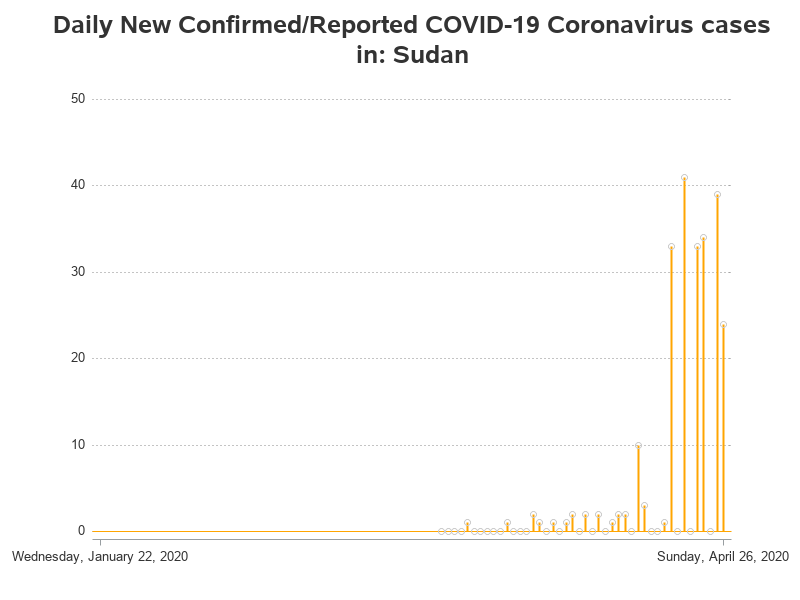 Daily New Confirmed/Reported COVID-19 Coronavirus cases
in: Sudan
50
40
30
20
10
0
Wednesday, January 22, 2020
Sunday, April 26, 2020